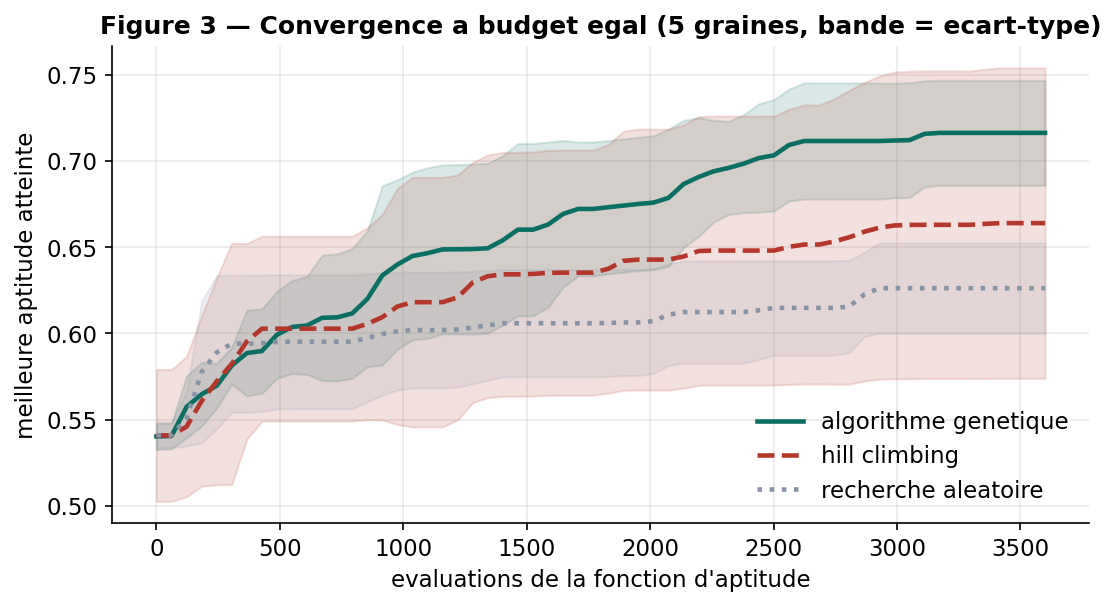 Figure 3 — Convergence a budget egal (5 graines, bande = ecart-type)
meilleure aptitude atteinte
0.75
0.70
0.65
0.60
0.55
0.50
algorithme genetique
hill climbing
recherche aleatoire
0 500 1000 1500 2000 2500 3000 3500
evaluations de la fonction d'aptitude